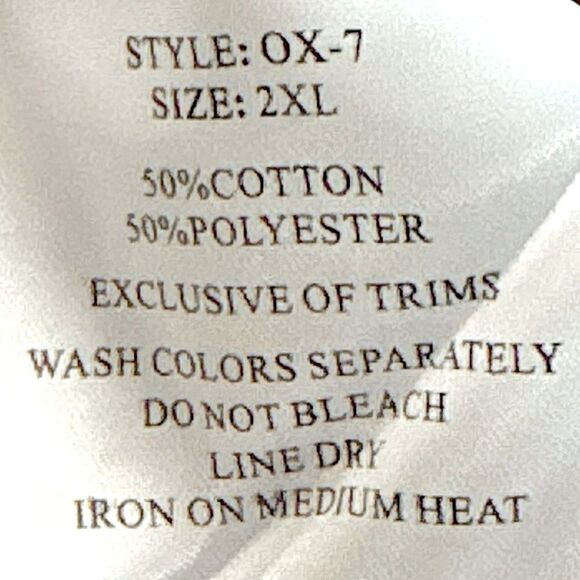 STYLE: OX-7
SIZE: 2XL
50%COTTON
50%POLYESTER
EXCLUSIVE OF TRIMS
WASH COLORS SEPARATELY
DO NOT BLEACH
LINE DRY
IRON ON MEDIUM HEAT